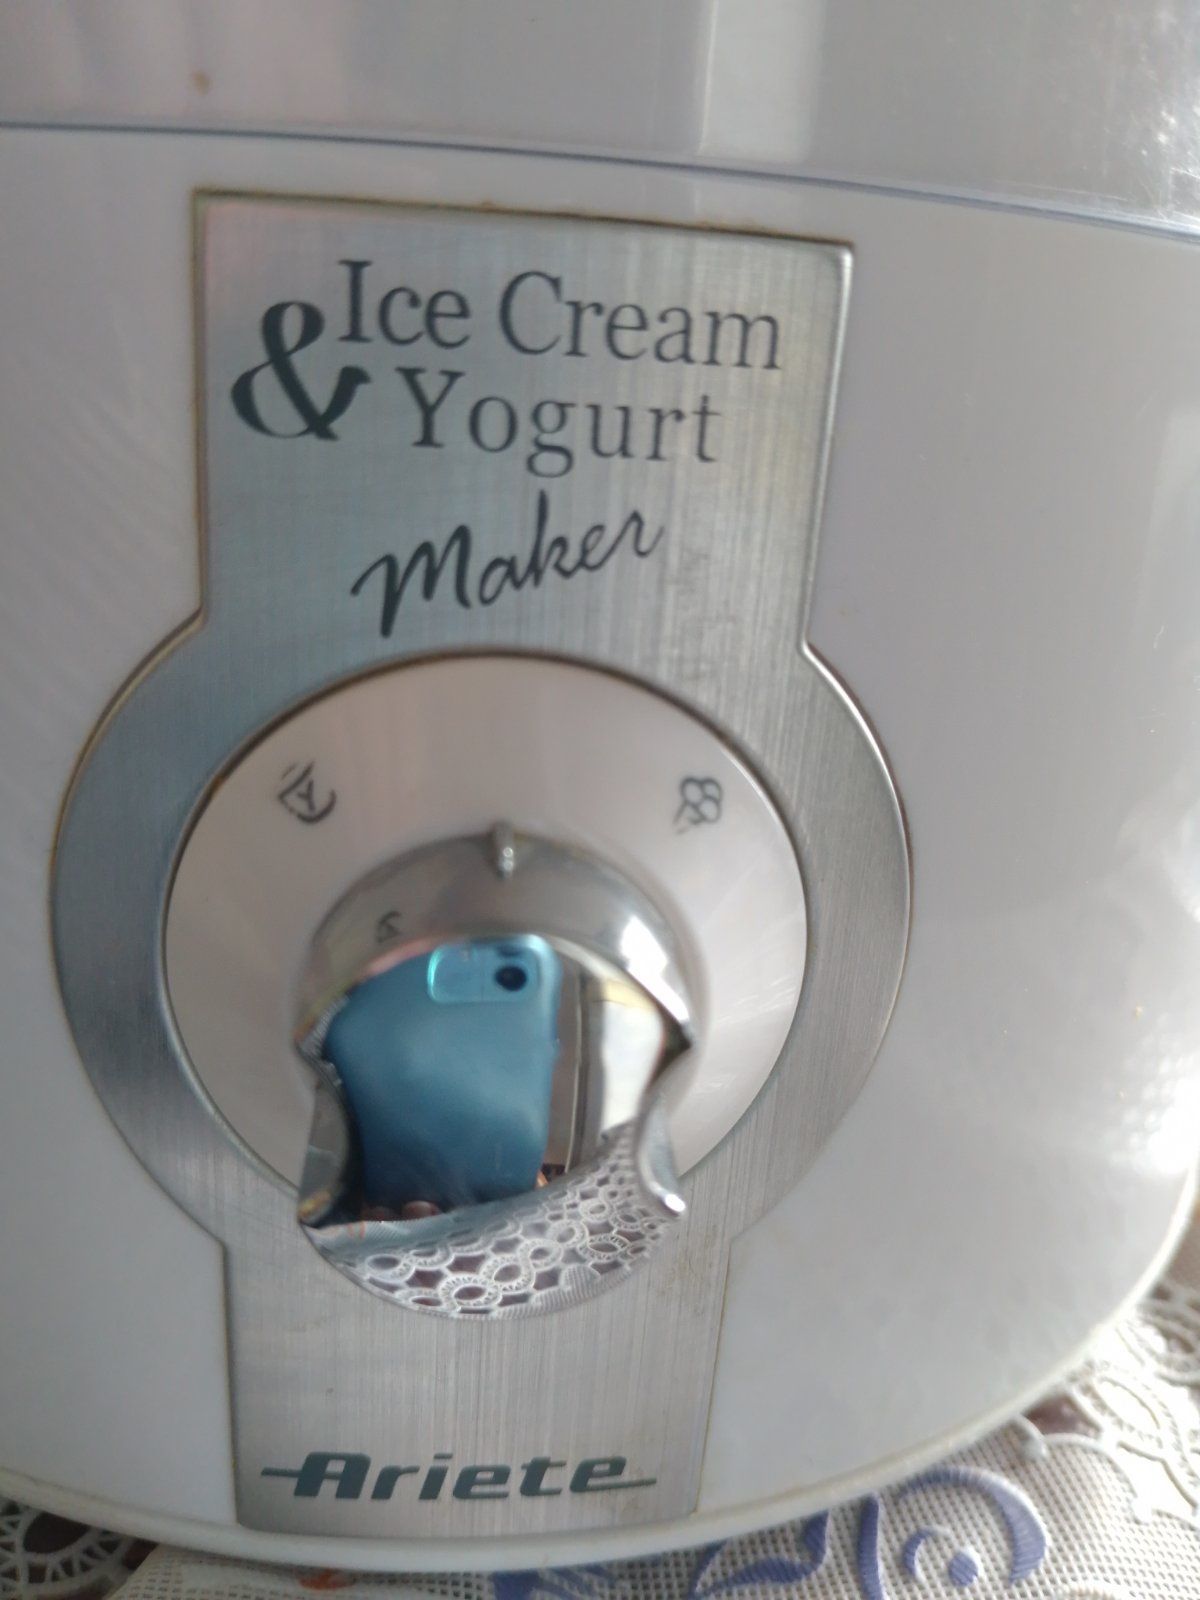 Ice Cream
& Yogurt
Maker
Ariete